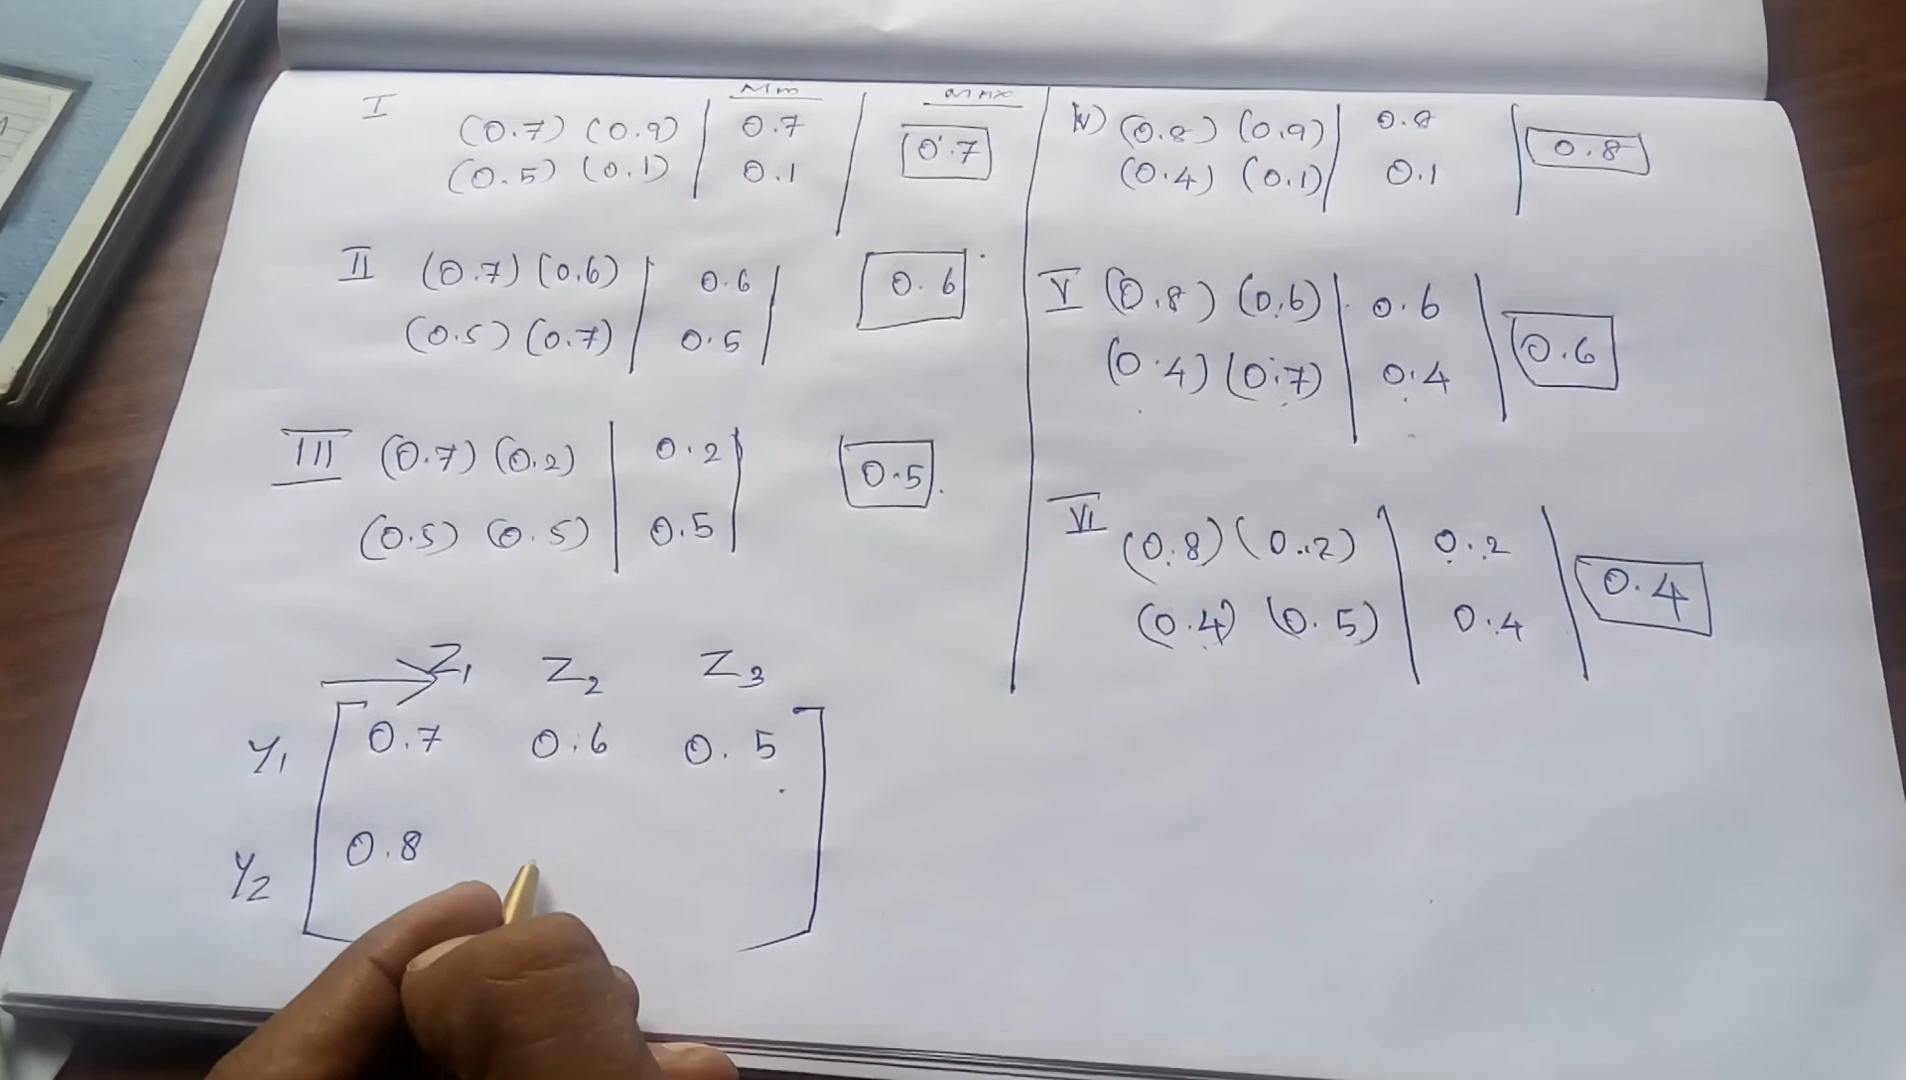 Min max
I (0.7) (0.9) 0.7 0.7
(0.5) (0.1) 0.1
II (0.7) (0.6) 0.6 0.6
(0.5) (0.7) 0.5
III (0.7) (0.2) 0.2 0.5
(0.5) (0.5) 0.5
Z1 Z2 Z3
Y1 0.7 0.6 0.5
Y2 0.8
IV) (0.8) (0.9) 0.8 0.8
(0.4) (0.1) 0.1
V (0.8) (0.6) 0.6 0.6
(0.4) (0.7) 0.4
VI (0.8) (0.2) 0.2 0.4
(0.4) (0.5) 0.4